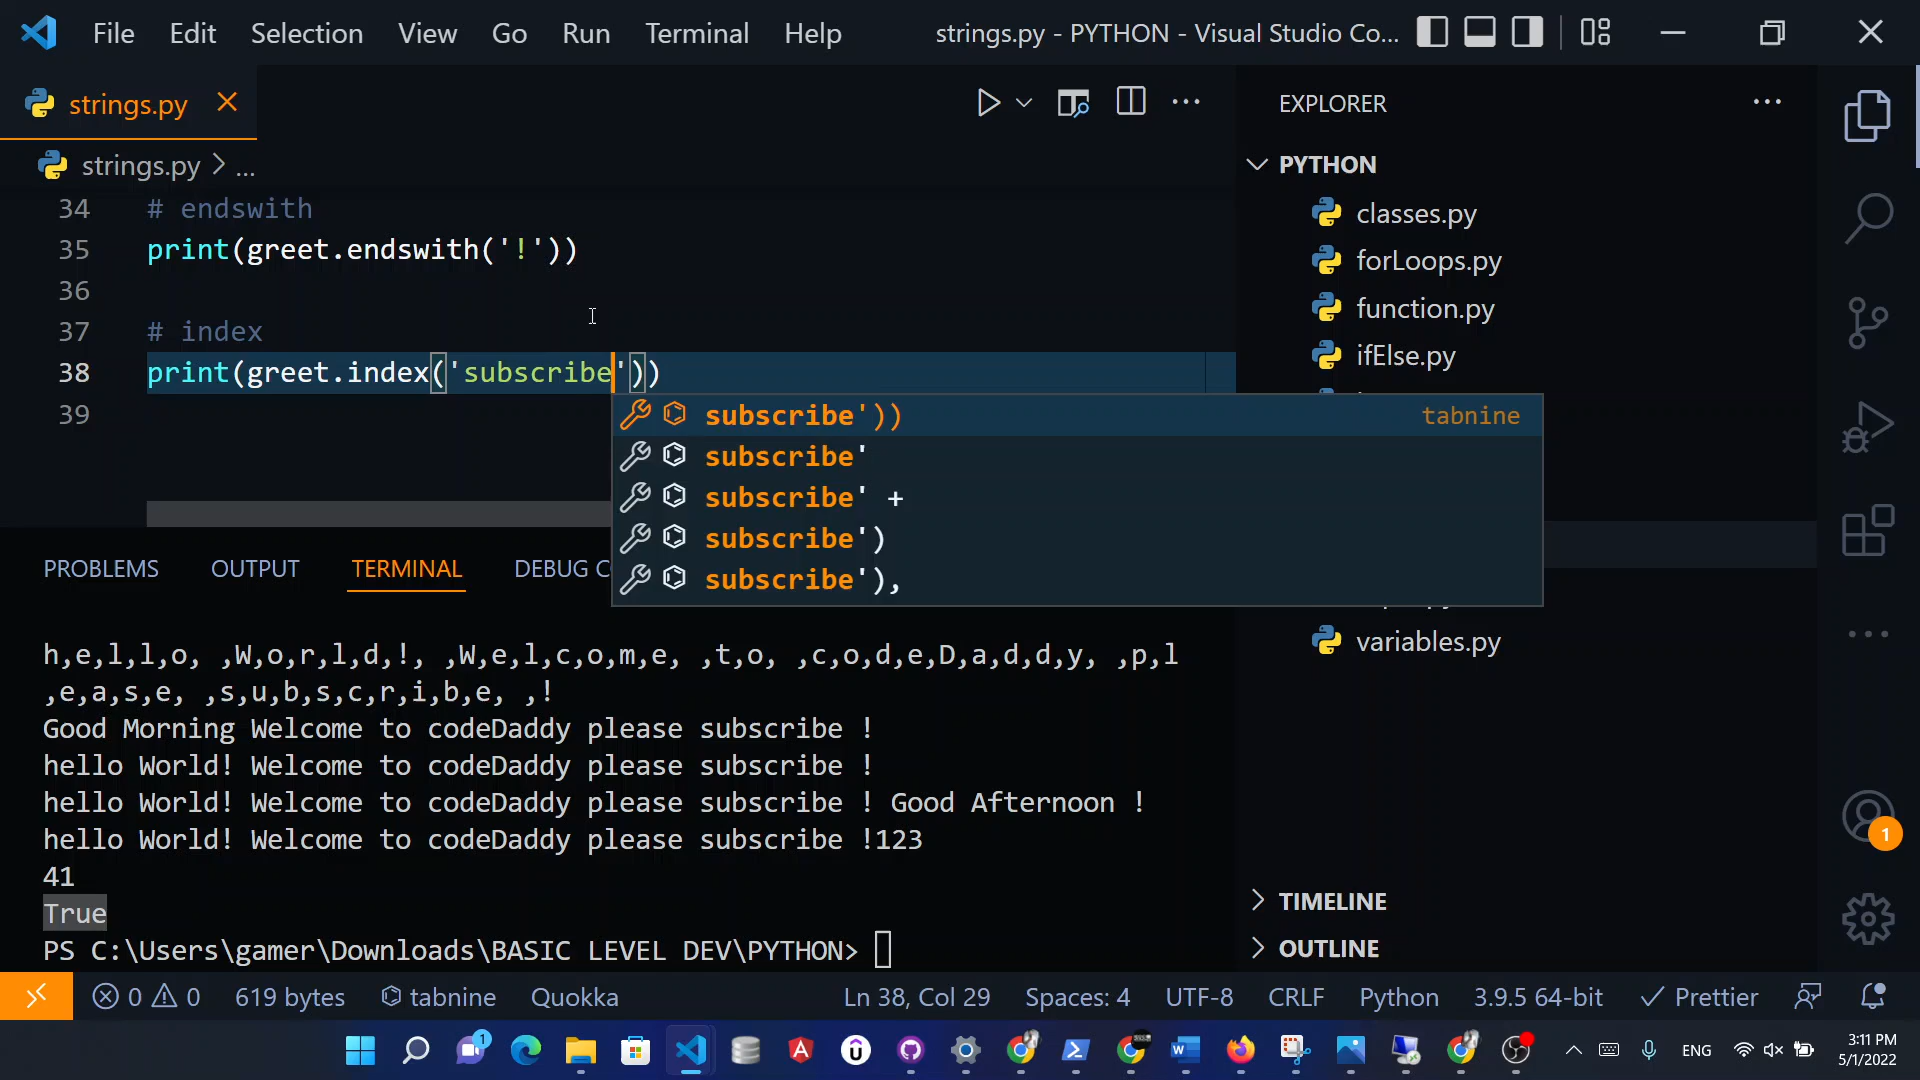 File Edit Selection View Go Run Terminal Help
strings.py - PYTHON - Visual Studio Co...
strings.py
strings.py > ...
34 # endswith
35 print(greet.endswith('!'))
36
37 # index
38 print(greet.index('subscribe'))
39
subscribe')) tabnine
subscribe'
subscribe' +
subscribe')
subscribe'),
EXPLORER
PYTHON
classes.py
forLoops.py
function.py
ifElse.py
variables.py
TIMELINE
OUTLINE
PROBLEMS OUTPUT TERMINAL DEBUG C
h,e,l,l,o, ,W,o,r,l,d,!, ,W,e,l,c,o,m,e, ,t,o, ,c,o,d,e,D,a,d,d,y, ,p,l
,e,a,s,e, ,s,u,b,s,c,r,i,b,e, ,!
Good Morning Welcome to codeDaddy please subscribe !
hello World! Welcome to codeDaddy please subscribe !
hello World! Welcome to codeDaddy please subscribe ! Good Afternoon !
hello World! Welcome to codeDaddy please subscribe !123
41
True
PS C:\Users\gamer\Downloads\BASIC LEVEL DEV\PYTHON>
1
0 0 619 bytes tabnine Quokka Ln 38, Col 29 Spaces: 4 UTF-8 CRLF Python 3.9.5 64-bit Prettier
1
ENG
3:11 PM
5/1/2022